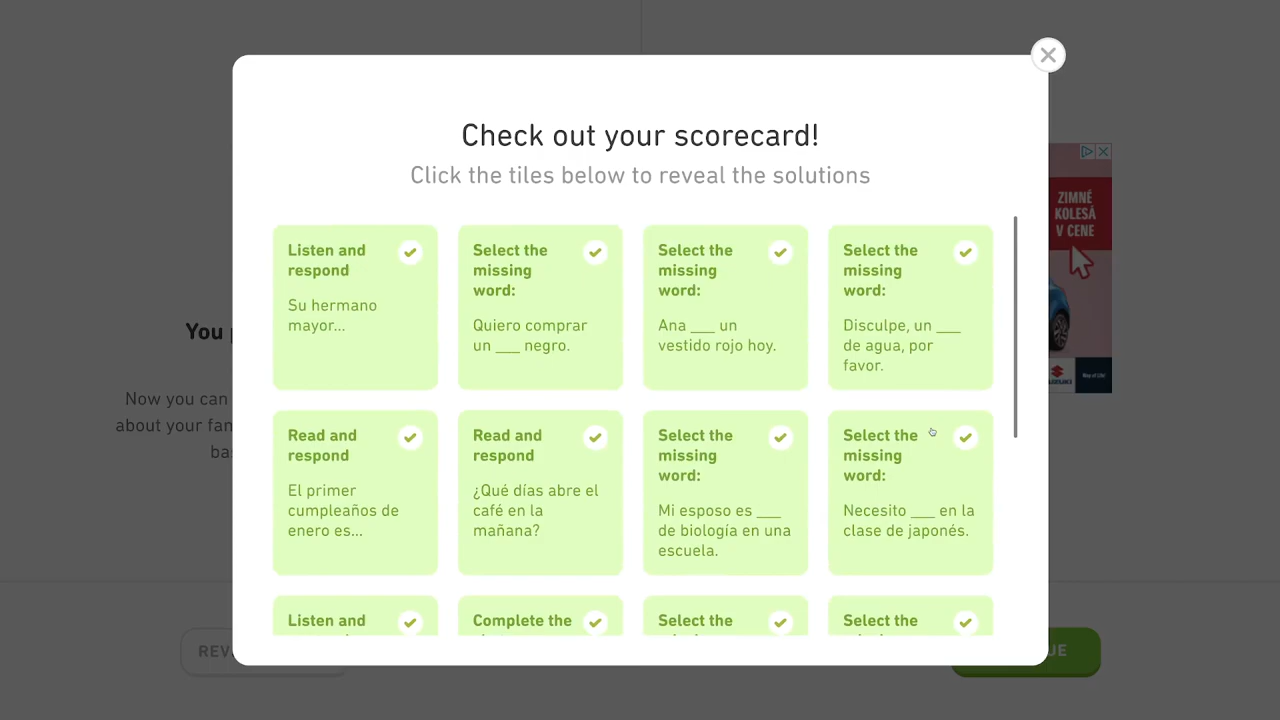 Check out your scorecard!
Click the tiles below to reveal the solutions
Listen and
respond
Su hermano
mayor...
Select the
missing
word:
Quiero comprar
un ___ negro.
Select the
missing
word:
Ana ___ un
vestido rojo hoy.
Select the
missing
word:
Disculpe, un ___
de agua, por
favor.
Read and
respond
El primer
cumpleaños de
enero es...
Read and
respond
¿Qué días abre el
café en la
mañana?
Select the
missing
word:
Mi esposo es ___
de biología en una
escuela.
Select the
missing
word:
Necesito ___ en la
clase de japonés.
Listen and
Complete the
Select the
Select the
You
Now you can
about your fam
ba
REV
UE
ZIMNÉ
KOLESÁ
V CENE
Way of Life!